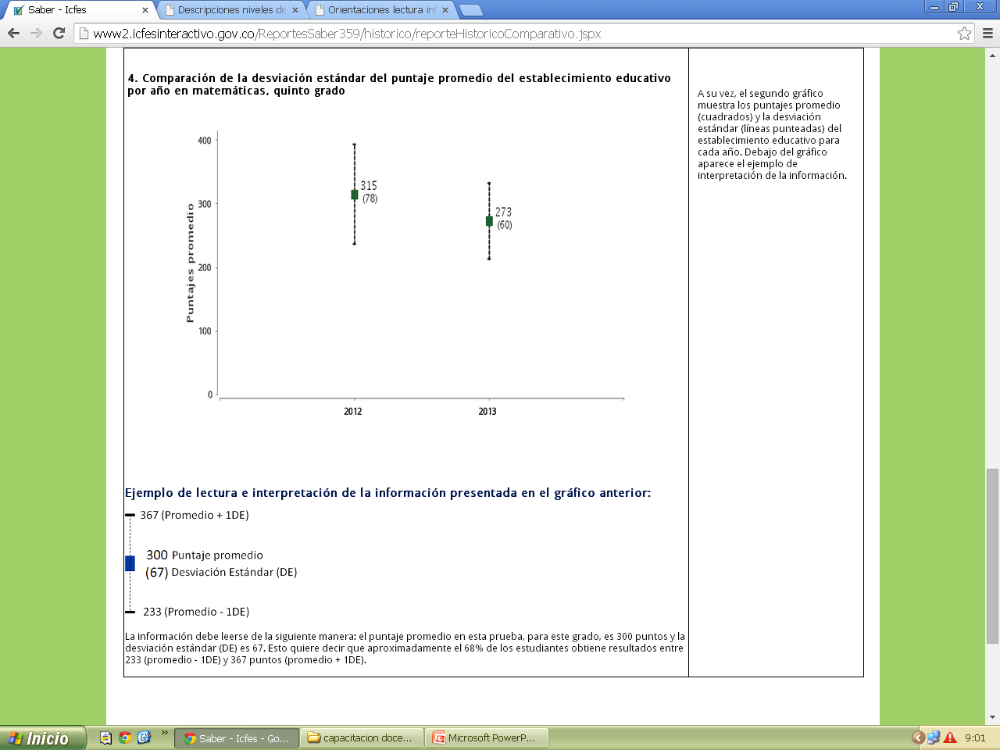 Saber - Icfes
Descripciones niveles de
Orientaciones lectura in
www2.icfesinteractivo.gov.co/ReportesSaber359/historico/reporteHistoricoComparativo.jspx
4. Comparación de la desviación estándar del puntaje promedio del establecimiento educativo
por año en matemáticas, quinto grado
A su vez, el segundo gráfico
muestra los puntajes promedio
(cuadrados) y la desviación
estándar (líneas punteadas) del
establecimiento educativo para
cada año. Debajo del gráfico
aparece el ejemplo de
interpretación de la información.
Puntajes promedio
400
300
200
100
0
315
(78)
273
(60)
2012
2013
Ejemplo de lectura e interpretación de la información presentada en el gráfico anterior:
367 (Promedio + 1DE)
300 Puntaje promedio
(67) Desviación Estándar (DE)
233 (Promedio - 1DE)
La información debe leerse de la siguiente manera: el puntaje promedio en esta prueba, para este grado, es 300 puntos y la
desviación estándar (DE) es 67. Esto quiere decir que aproximadamente el 68% de los estudiantes obtiene resultados entre
233 (promedio - 1DE) y 367 puntos (promedio + 1DE).
Inicio
»
Saber - Icfes - Go...
capacitacion doce...
Microsoft PowerP...
9:01